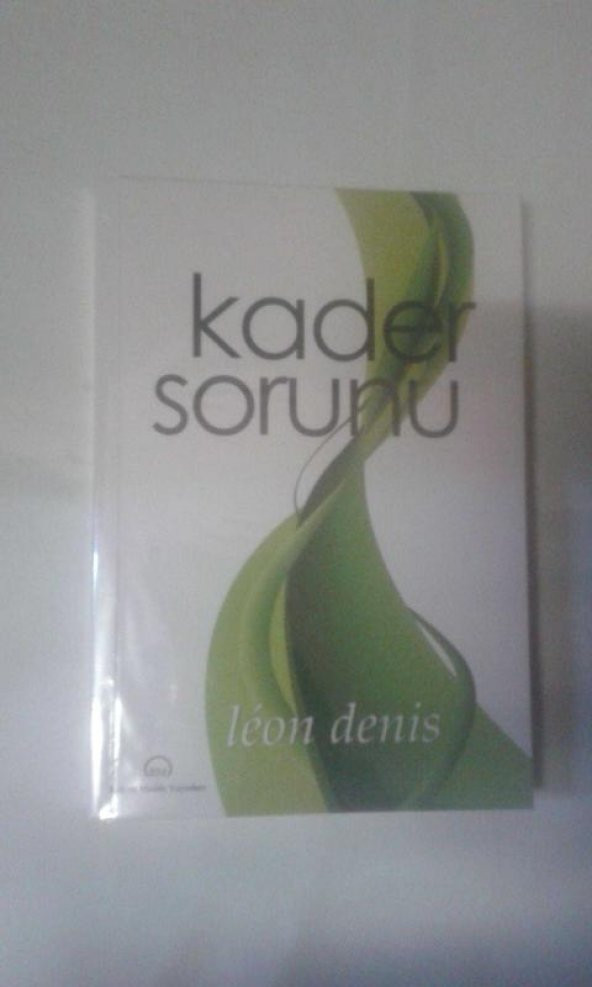 kader
sorunu
léon denis